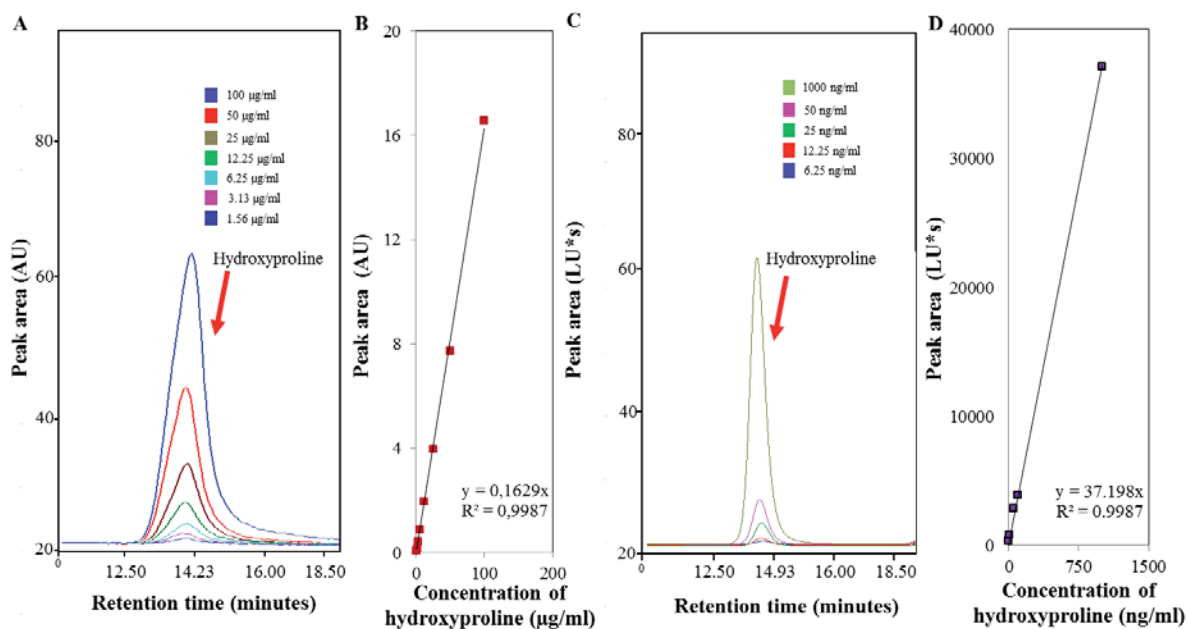 A
Peak area (AU)
80
60
40
20
100 µg/ml
50 µg/ml
25 µg/ml
12.25 µg/ml
6.25 µg/ml
3.13 µg/ml
1.56 µg/ml
Hydroxyproline
12.50 14.23 16.00 18.50
Retention time (minutes)
B
Peak area (AU)
20
16
12
8
4
0
y = 0,1629x
R² = 0,9987
0 100 200
Concentration of
hydroxyproline (µg/ml)
C
Peak area (LU*s)
80
60
40
20
1000 ng/ml
50 ng/ml
25 ng/ml
12.25 ng/ml
6.25 ng/ml
Hydroxyproline
12.50 14.93 16.00 18.50
Retention time (minutes)
D
Peak area (LU*s)
40000
30000
20000
10000
0
y = 37.198x
R² = 0.9987
0 750 1500
Concentration of
hydroxyproline (ng/ml)